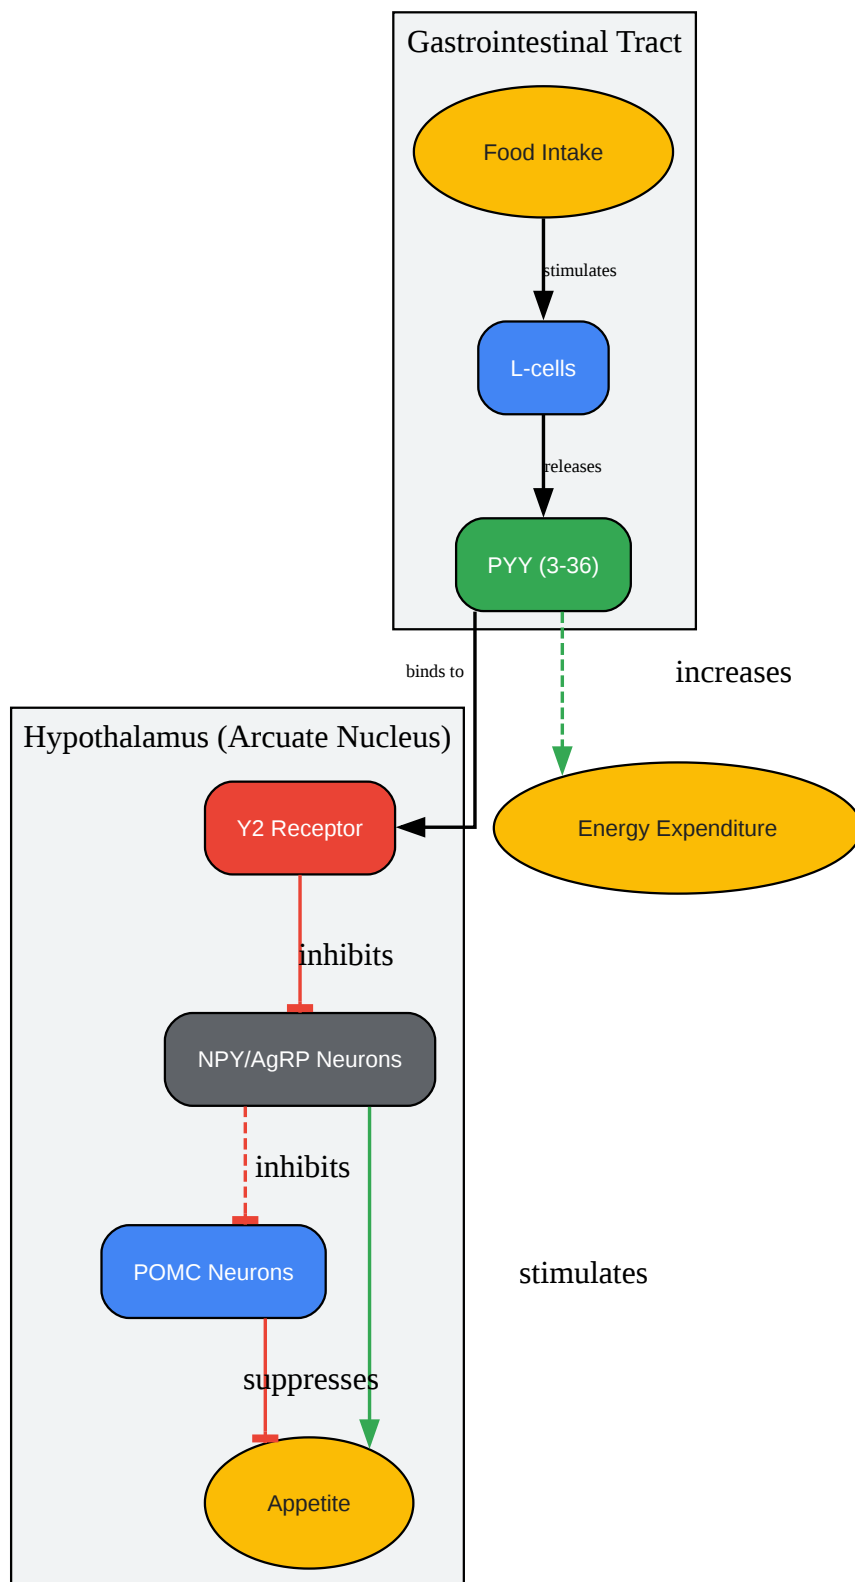 Gastrointestinal Tract
Food Intake
stimulates
L-cells
releases
PYY (3-36)
binds to
increases
Hypothalamus (Arcuate Nucleus)
Y2 Receptor
Energy Expenditure
inhibits
NPY/AgRP Neurons
inhibits
POMC Neurons
stimulates
suppresses
Appetite